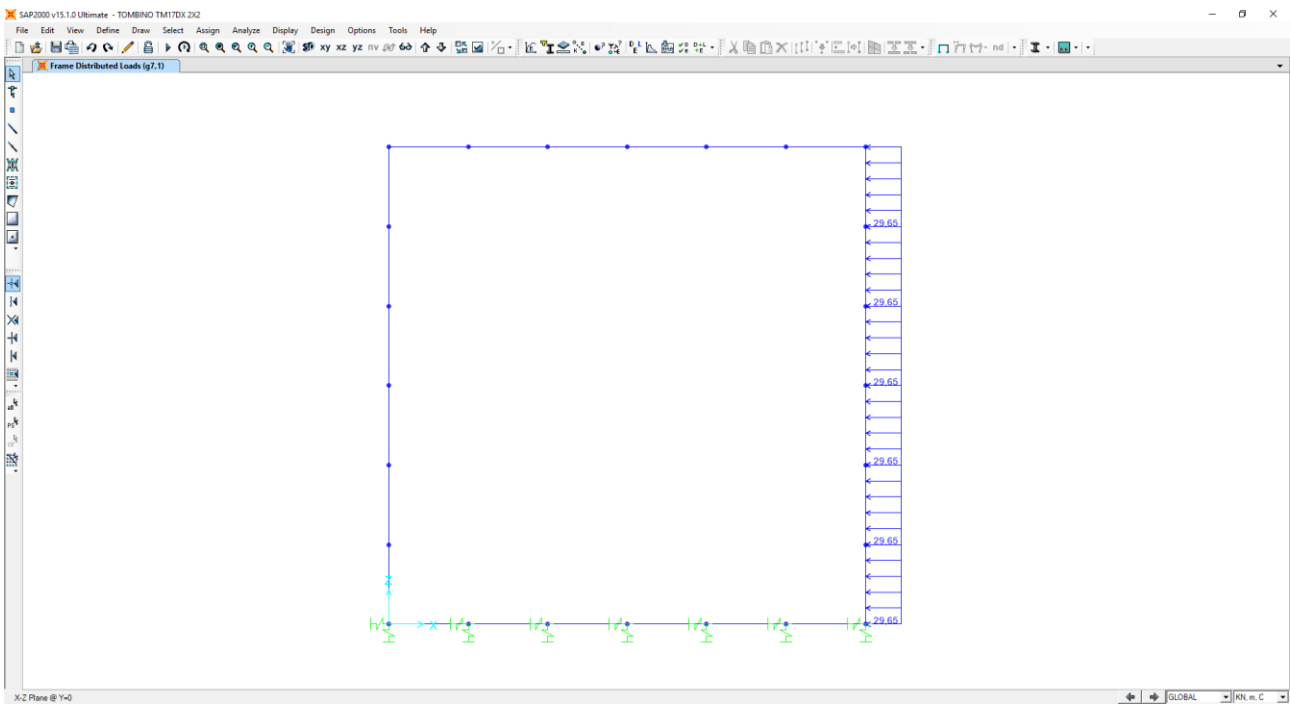 SAP2000 v15.1.0 Ultimate - TOMBINO TM17DX 2X2
File Edit View Define Draw Select Assign Analyze Display Design Options Tools Help
xy xz yz nv
nd
Frame Distributed Loads (g7,1)
29.65
29.65
29.65
29.65
29.65
29.65
Z
X
X-Z Plane @ Y=0
GLOBAL
KN, m, C